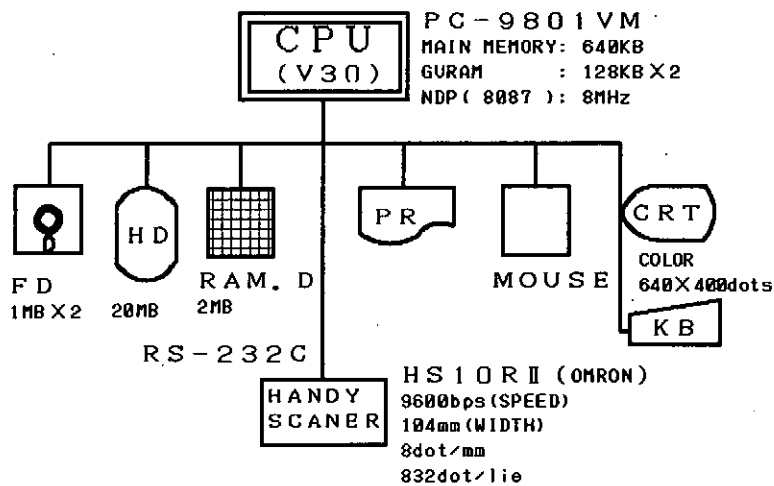 PC-9801VM
CPU
(V30)
MAIN MEMORY: 640KB
GVRAM : 128KB×2
NDP( 8087 ): 8MHz
HD
PR
CRT
FD
1MB×2
20MB
RAM. D
2MB
MOUSE
COLOR
640×400dots
KB
RS-232C
HANDY
SCANER
HS10RⅡ (OMRON)
9600bps(SPEED)
104mm(WIDTH)
8dot/mm
832dot/lie